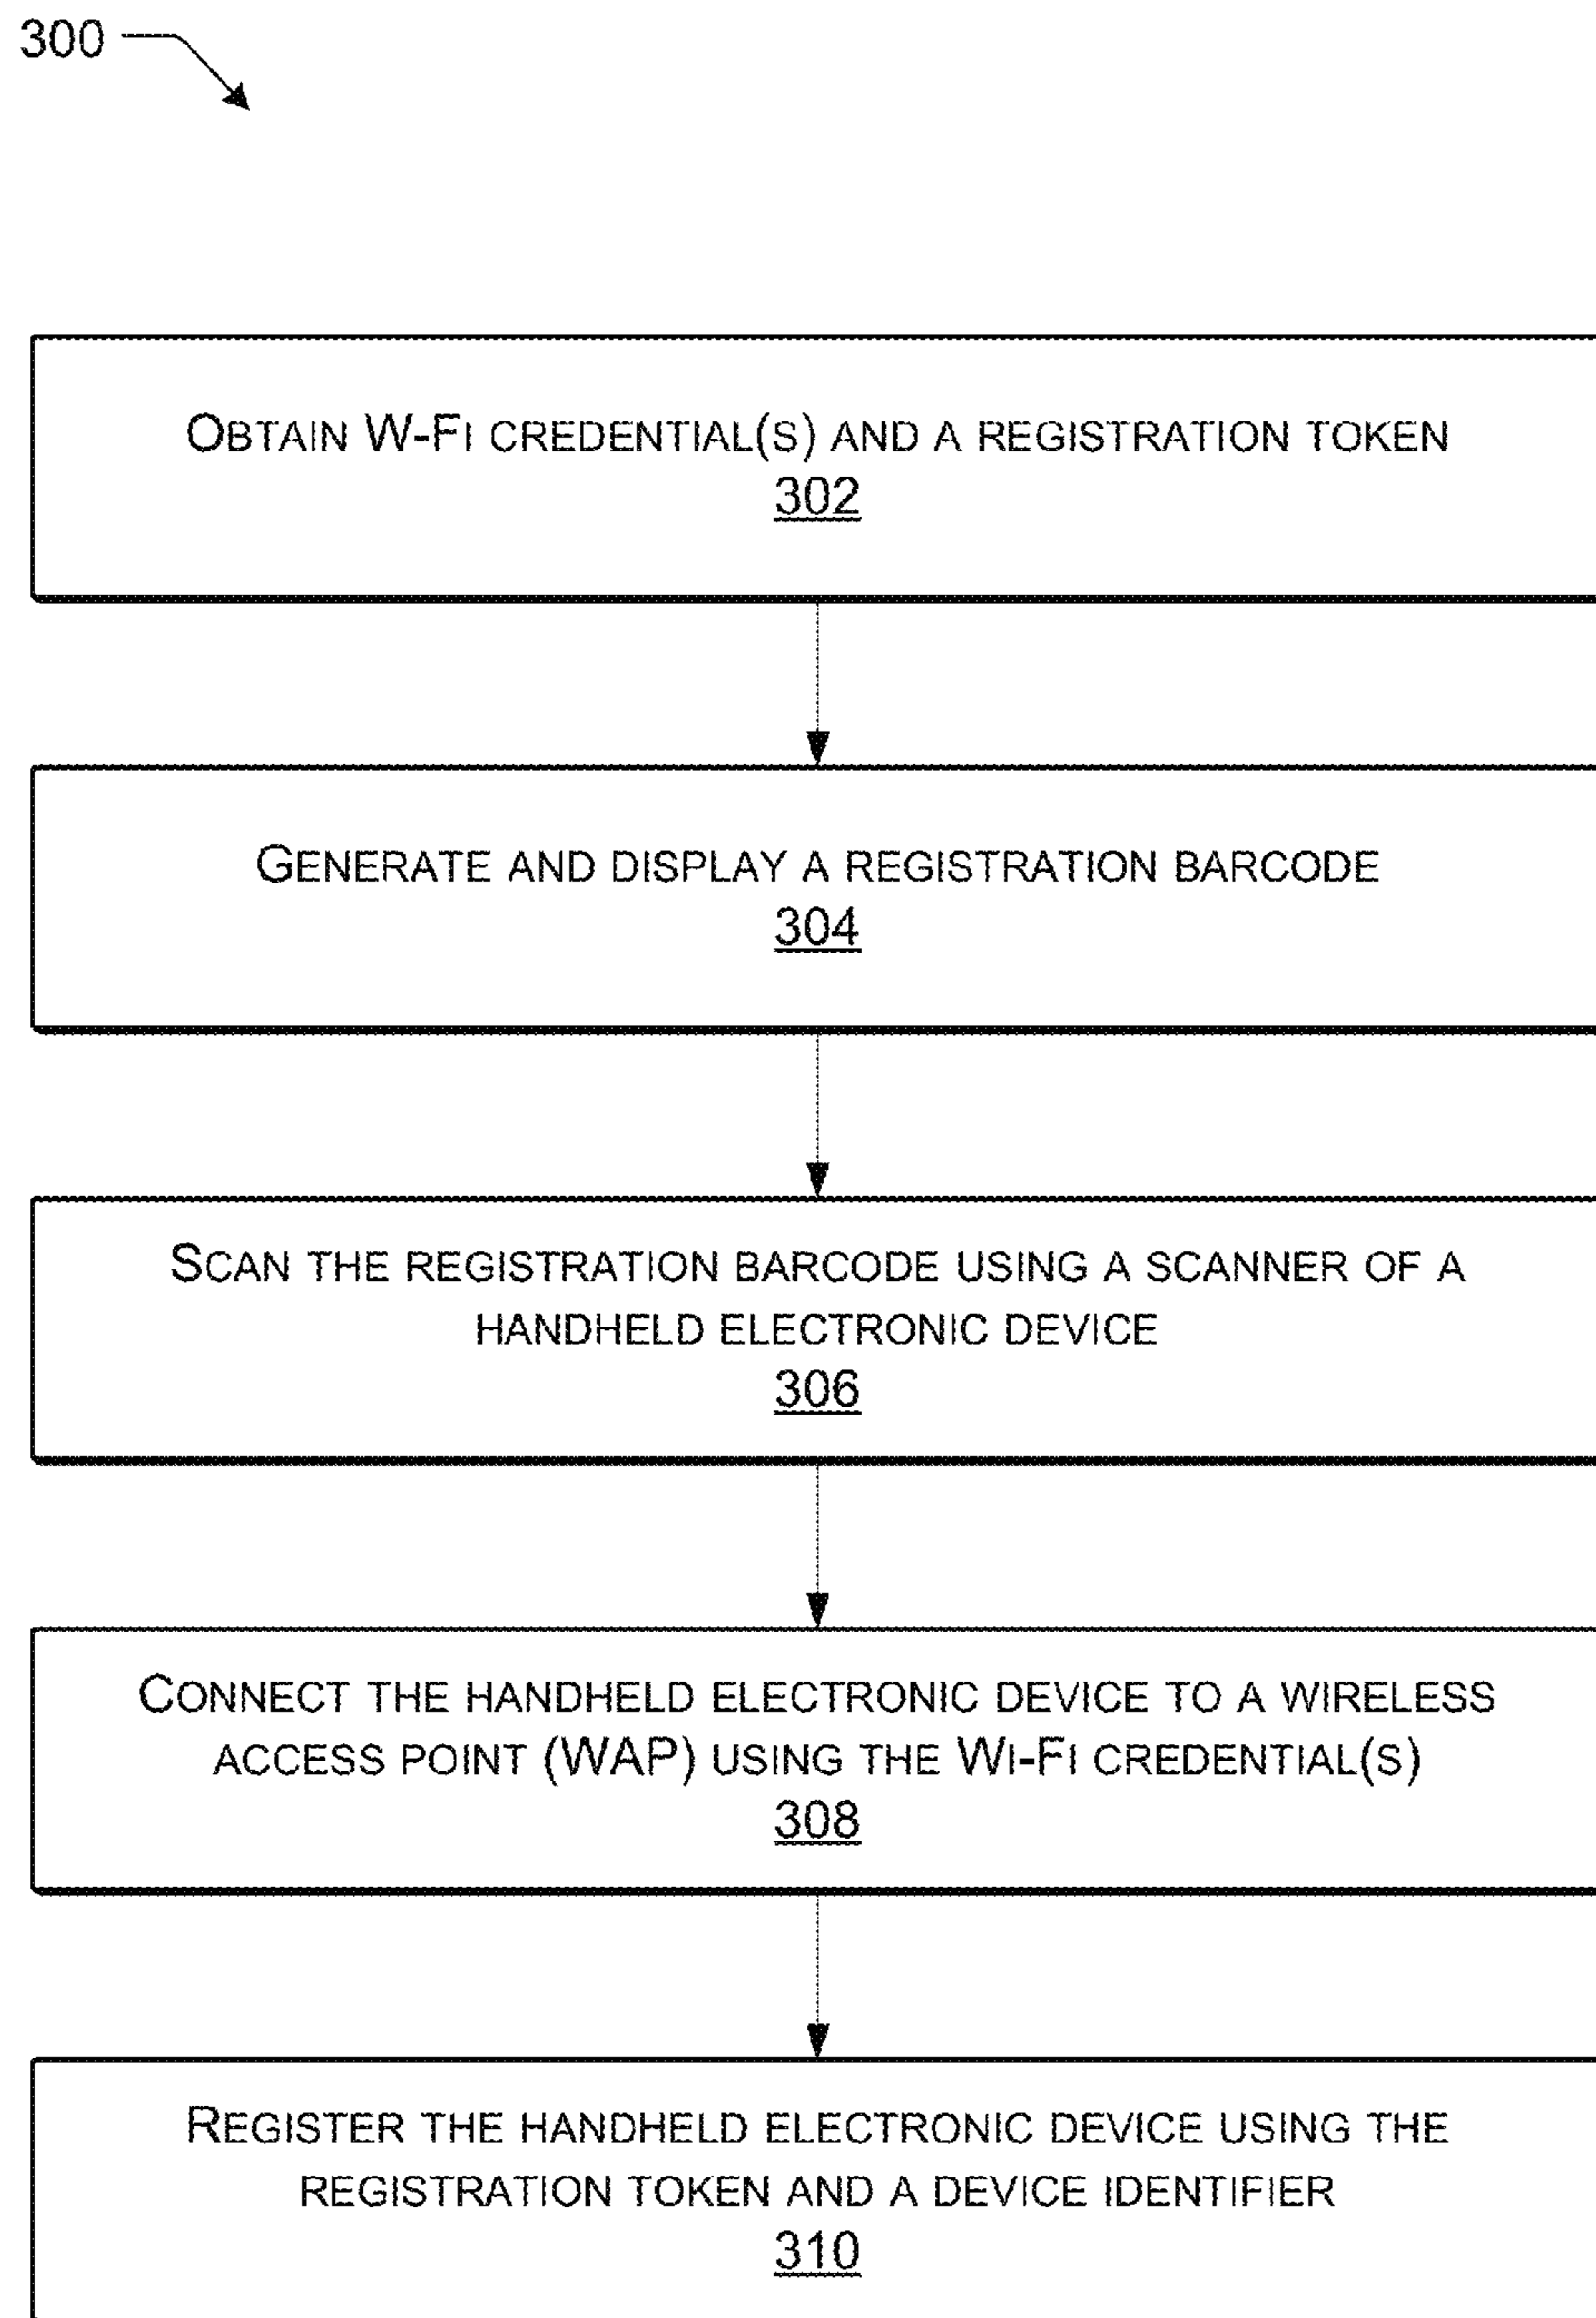 300
OBTAIN W-FI CREDENTIAL(S) AND A REGISTRATION TOKEN
302
GENERATE AND DISPLAY A REGISTRATION BARCODE
304
SCAN THE REGISTRATION BARCODE USING A SCANNER OF A
HANDHELD ELECTRONIC DEVICE
306
CONNECT THE HANDHELD ELECTRONIC DEVICE TO A WIRELESS
ACCESS POINT (WAP) USING THE WI-FI CREDENTIAL(S)
308
REGISTER THE HANDHELD ELECTRONIC DEVICE USING THE
REGISTRATION TOKEN AND A DEVICE IDENTIFIER
310